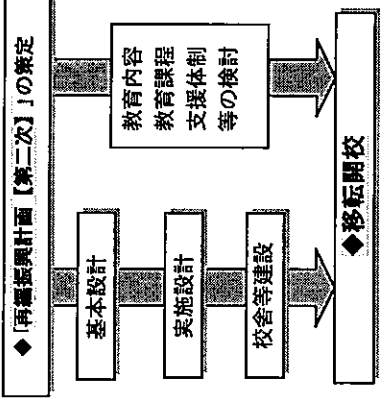 ◆「再編振興計画【第二次】」の策定
基本設計
実施設計
校舎等建設
教育内容
教育課程
支援体制
等の検討
◆移転開校